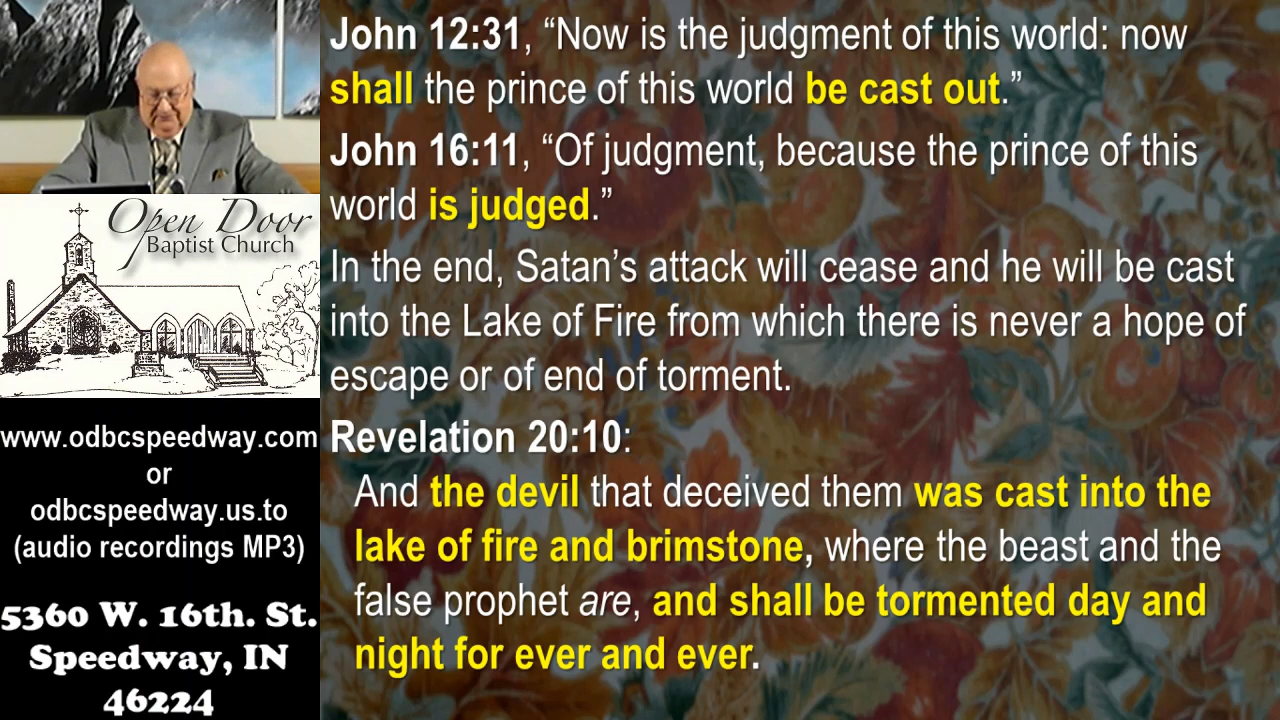 Open Door
Baptist Church
www.odbcspeedway.com
or
odbcspeedway.us.to
(audio recordings MP3)
5360 W. 16th. St.
Speedway, IN
46224
John 12:31, “Now is the judgment of this world: now
shall the prince of this world be cast out.”
John 16:11, “Of judgment, because the prince of this
world is judged.”
In the end, Satan’s attack will cease and he will be cast
into the Lake of Fire from which there is never a hope of
escape or of end of torment.
Revelation 20:10:
And the devil that deceived them was cast into the
lake of fire and brimstone, where the beast and the
false prophet are, and shall be tormented day and
night for ever and ever.